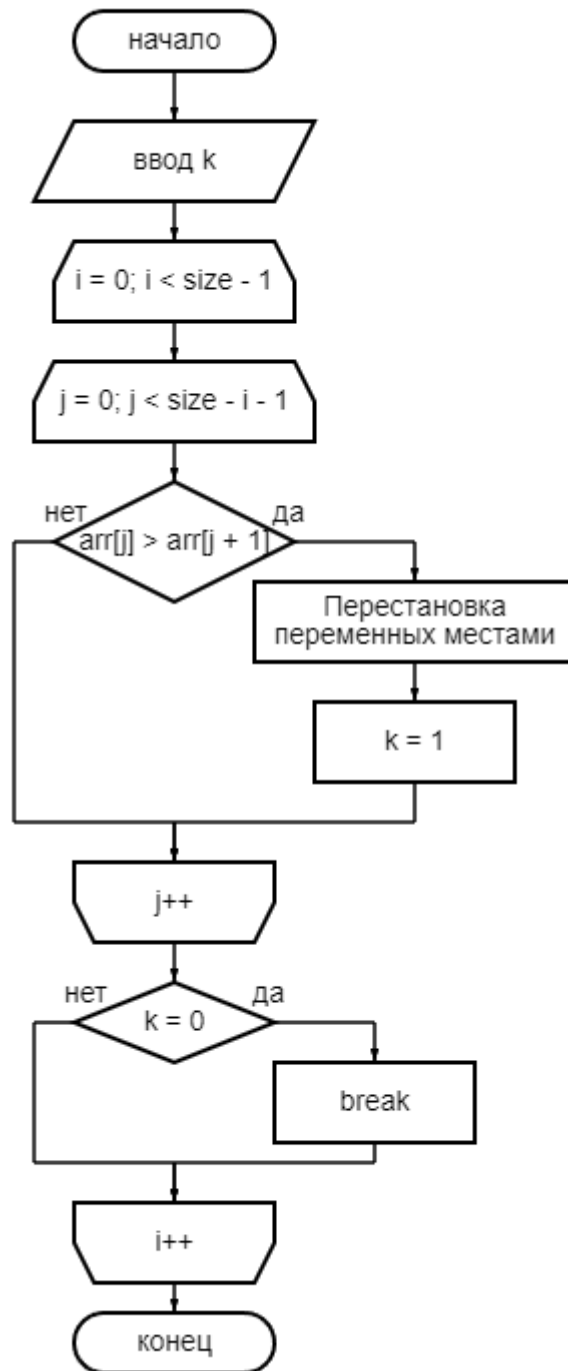 начало
ввод k
i = 0; i < size - 1
j = 0; j < size - i - 1
нет
да
arr[j] > arr[j + 1]
Перестановка
переменных местами
k = 1
j++
нет
да
k = 0
break
i++
конец